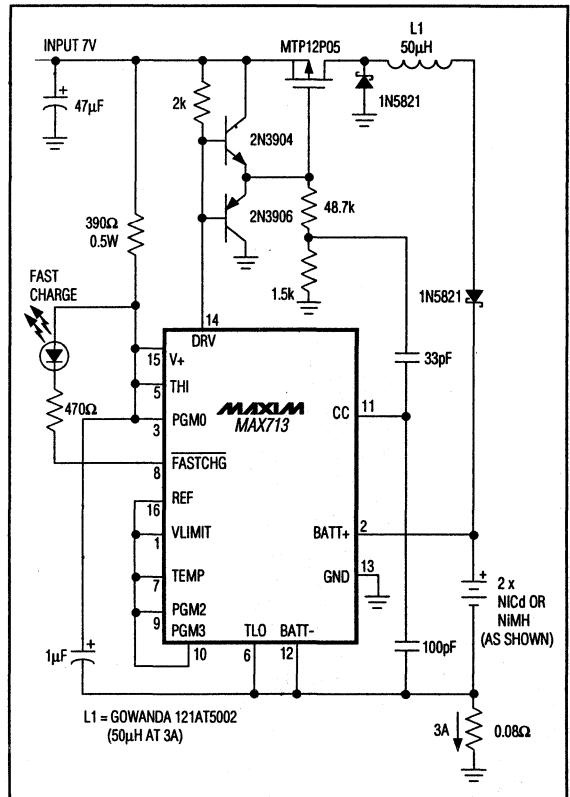 L1
50µH
MTP12P05
INPUT 7V
1N5821
+
47µF
2k
2N3904
2N3906
48.7k
390Ω
0.5W
1.5k
FAST
CHARGE
1N5821
14
DRV
15 V+
33pF
5 THI
470Ω
MAXIM
MAX713
CC 11
3 PGM0
8 FASTCHG
16 REF
1 VLIMIT
BATT+ 2
7 TEMP
GND 13
+
2 x
NICd OR
NiMH
(AS SHOWN)
9 PGM2
PGM3 TLO BATT-
10 6 12
100pF
+
1µF
L1 = GOWANDA 121AT5002
(50µH AT 3A)
3A
0.08Ω